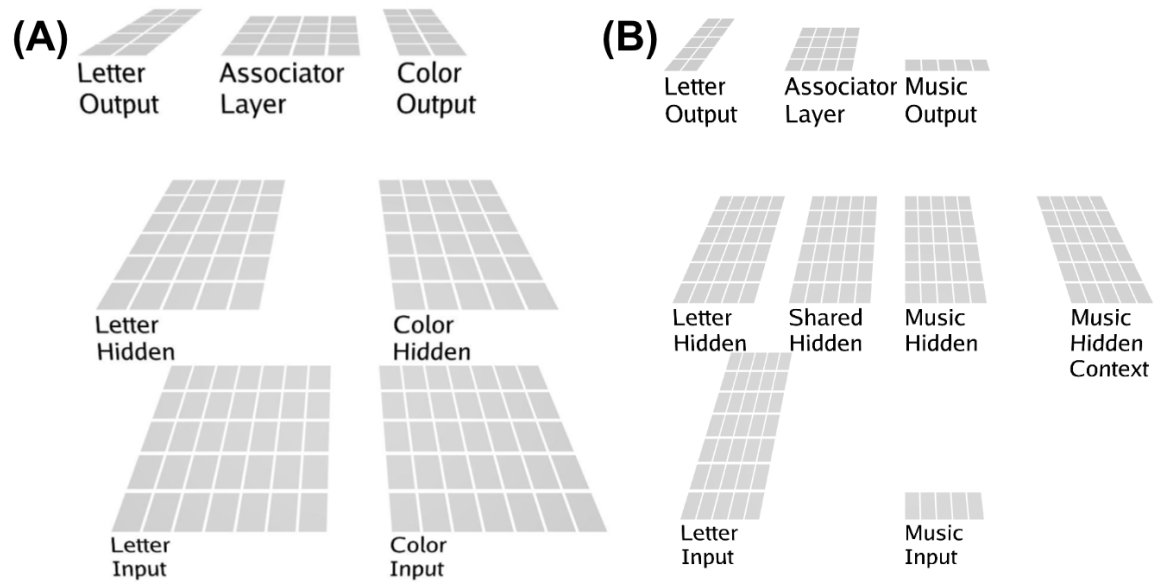 (A)
Letter
Output
Associator
Layer
Color
Output
Letter
Hidden
Color
Hidden
Letter
Input
Color
Input
(B)
Letter
Output
Associator
Layer
Music
Output
Letter
Hidden
Shared
Hidden
Music
Hidden
Music
Hidden
Context
Letter
Input
Music
Input